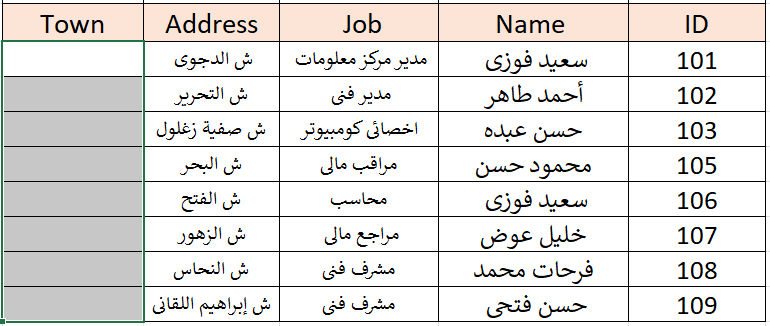 ID Name Job Address Town
101 سعيد فوزى مدير مركز معلومات ش الدجوى
102 أحمد طاهر مدير فنى ش التحرير
103 حسن عبده اخصائى كومبيوتر ش صفية زغلول
105 محمود حسن مراقب مالى ش البحر
106 سعيد فوزى محاسب ش الفتح
107 خليل عوض مراجع مالى ش الزهور
108 فرحات محمد مشرف فنى ش النحاس
109 حسن فتحى مشرف فنى ش إبراهيم اللقانى